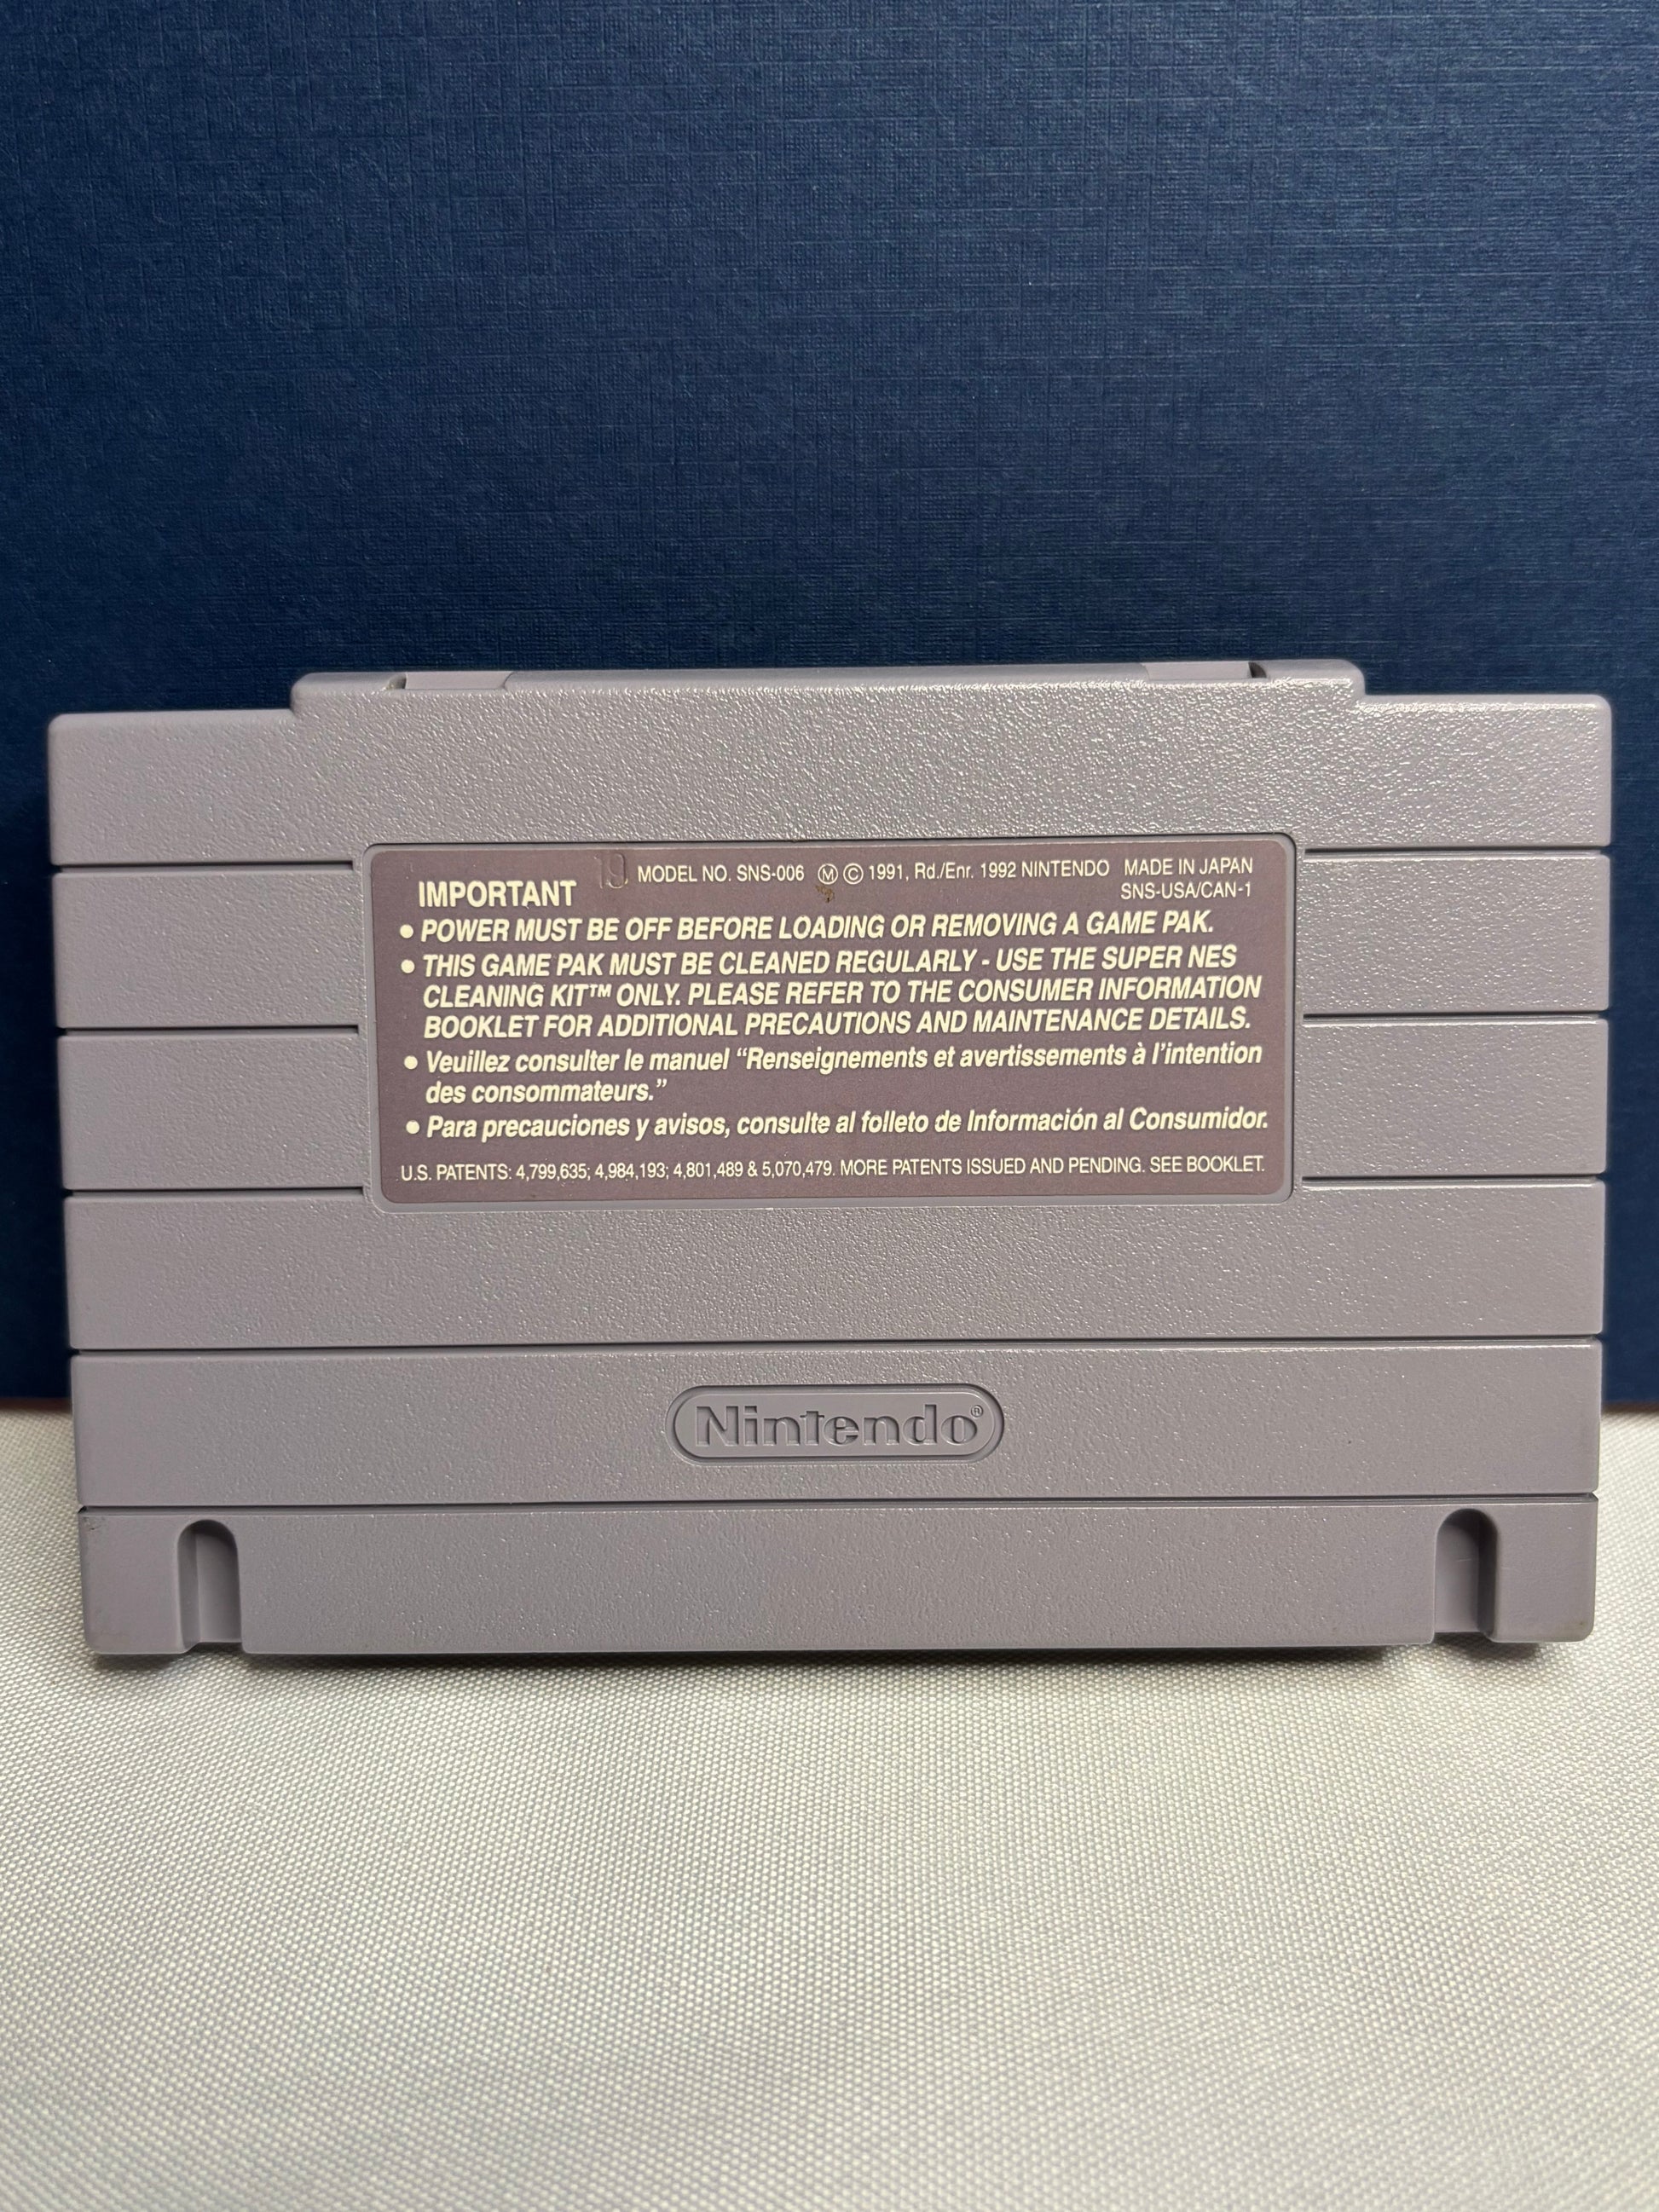 19 MODEL NO. SNS-006 Ⓜ © 1991, Rd./Enr. 1992 NINTENDO MADE IN JAPAN
IMPORTANT SNS-USA/CAN-1
• POWER MUST BE OFF BEFORE LOADING OR REMOVING A GAME PAK.
• THIS GAME PAK MUST BE CLEANED REGULARLY - USE THE SUPER NES
CLEANING KIT™ ONLY. PLEASE REFER TO THE CONSUMER INFORMATION
BOOKLET FOR ADDITIONAL PRECAUTIONS AND MAINTENANCE DETAILS.
• Veuillez consulter le manuel “Renseignements et avertissements à l’intention
des consommateurs.”
• Para precauciones y avisos, consulte al folleto de Información al Consumidor.
U.S. PATENTS: 4,799,635; 4,984,193; 4,801,489 & 5,070,479. MORE PATENTS ISSUED AND PENDING. SEE BOOKLET.
Nintendo®